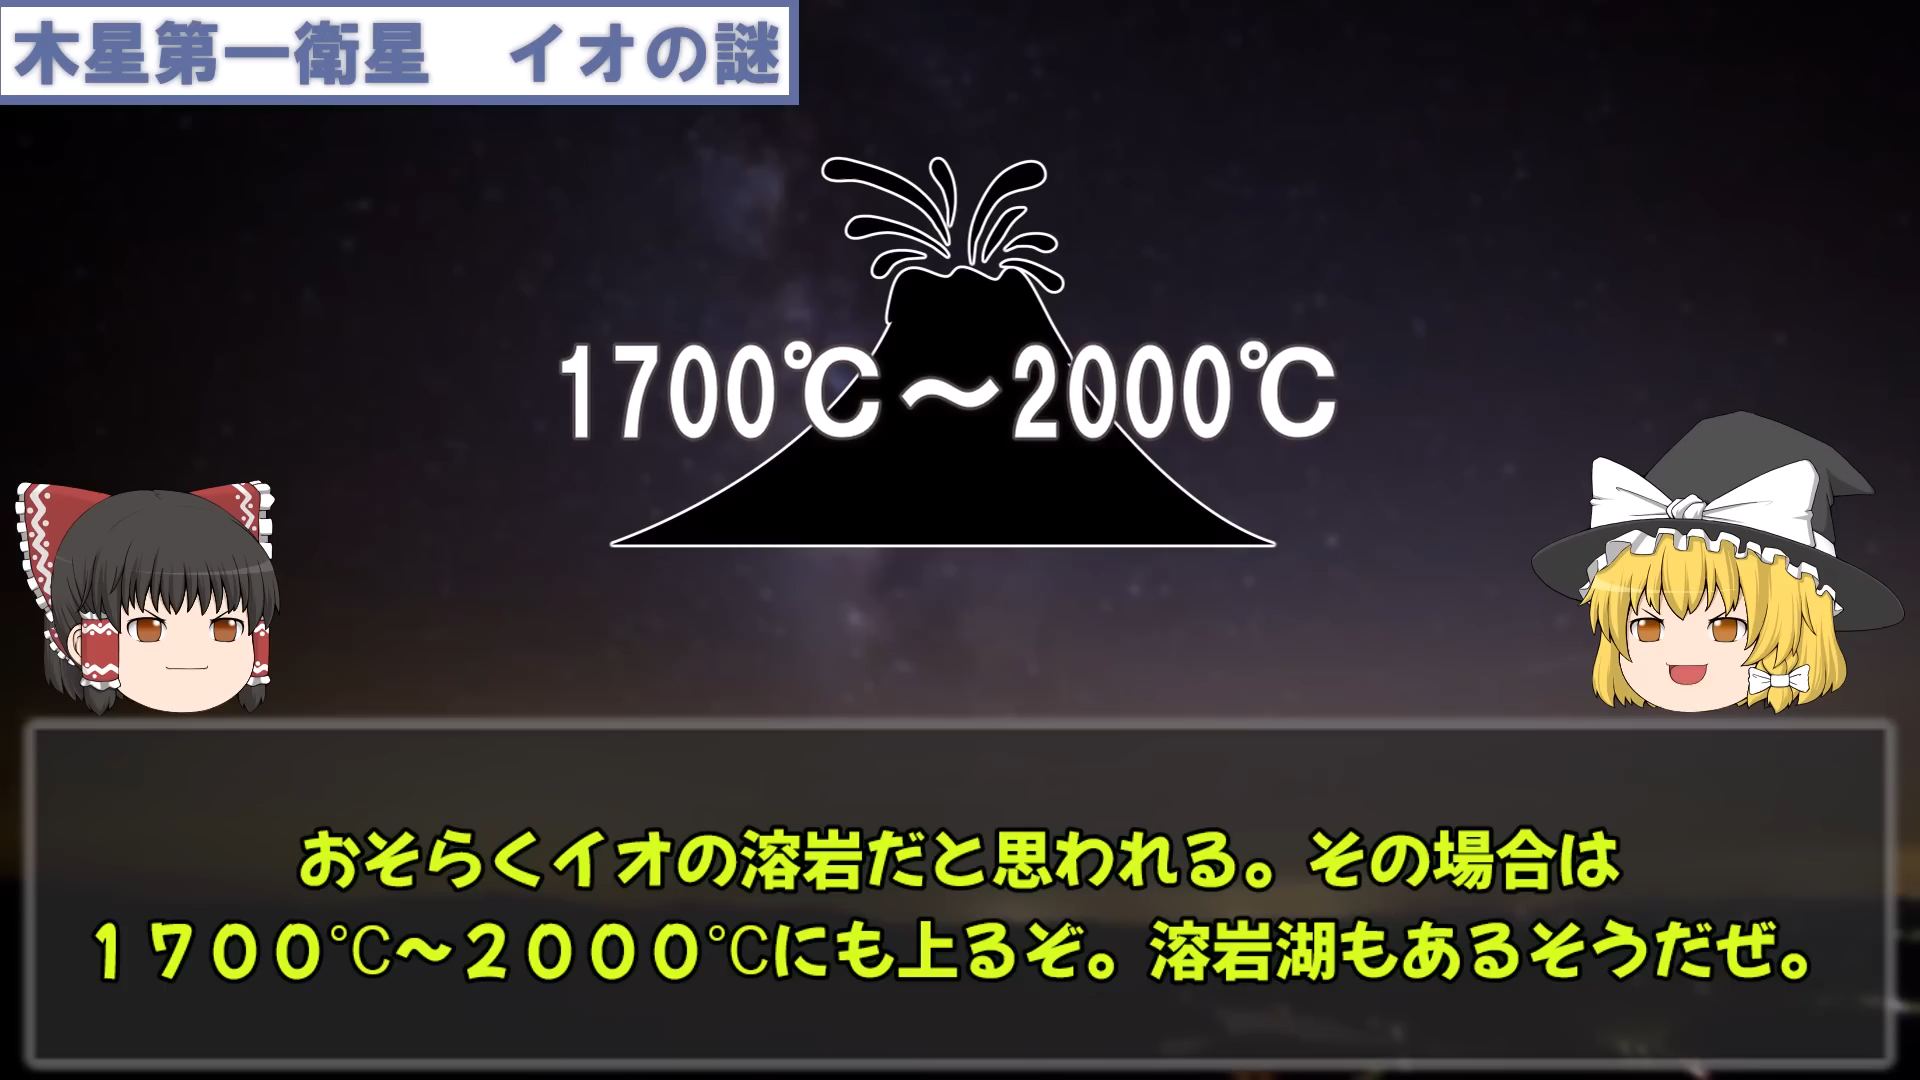 木星第一衛星　イオの謎
1700℃～2000℃
おそらくイオの溶岩だと思われる。その場合は
１７００℃～２０００℃にも上るぞ。溶岩湖もあるそうだぜ。